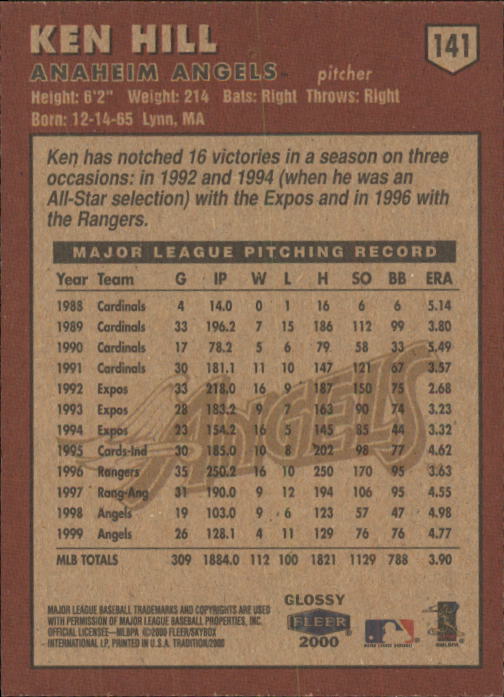 KEN HILL
141
ANAHEIM ANGELS™ pitcher
Height: 6'2" Weight: 214 Bats: Right Throws: Right
Born: 12-14-65 Lynn, MA
Ken has notched 16 victories in a season on three
occasions: in 1992 and 1994 (when he was an
All-Star selection) with the Expos and in 1996 with
the Rangers.
MAJOR LEAGUE PITCHING RECORD
Year Team G IP W L H SO BB ERA
1988 Cardinals 4 14.0 0 1 16 6 6 5.14
1989 Cardinals 33 196.2 7 15 186 112 99 3.80
1990 Cardinals 17 78.2 5 6 79 58 33 5.49
1991 Cardinals 30 181.1 11 10 147 121 67 3.57
1992 Expos 33 218.0 16 9 187 150 75 2.68
1993 Expos 28 183.2 9 7 163 90 74 3.23
1994 Expos 23 154.2 16 5 145 85 44 3.32
1995 Cards-Ind 30 185.0 10 8 202 98 77 4.62
1996 Rangers 35 250.2 16 10 250 170 95 3.63
1997 Rang-Ang 31 190.0 9 12 194 106 95 4.55
1998 Angels 19 103.0 9 6 123 57 47 4.98
1999 Angels 26 128.1 4 11 129 76 76 4.77
MLB TOTALS 309 1884.0 112 100 1821 1129 788 3.90
ANGELS
MAJOR LEAGUE BASEBALL TRADEMARKS AND COPYRIGHTS ARE USED
WITH PERMISSION OF MAJOR LEAGUE BASEBALL PROPERTIES, INC.
OFFICIAL LICENSEE—MLBPA ©2000 FLEER/SKYBOX
INTERNATIONAL LP, PRINTED IN U.S.A. TRADITION/2000
GLOSSY
FLEER
2000
©MLBPA